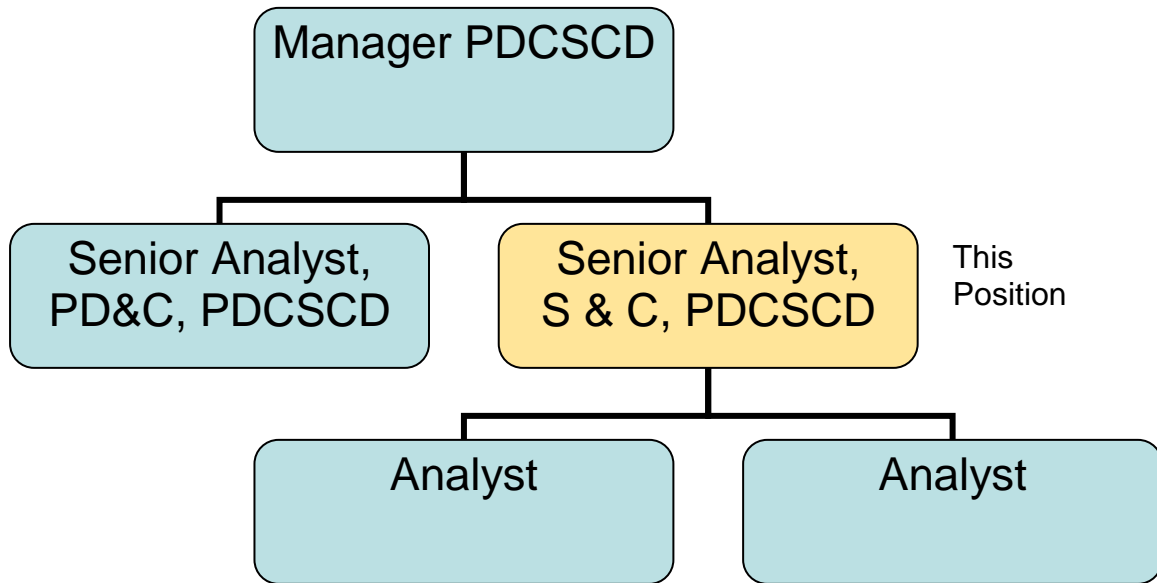 Manager PDCSCD
Senior Analyst,
PD&C, PDCSCD
Senior Analyst,
S & C, PDCSCD
This
Position
Analyst
Analyst